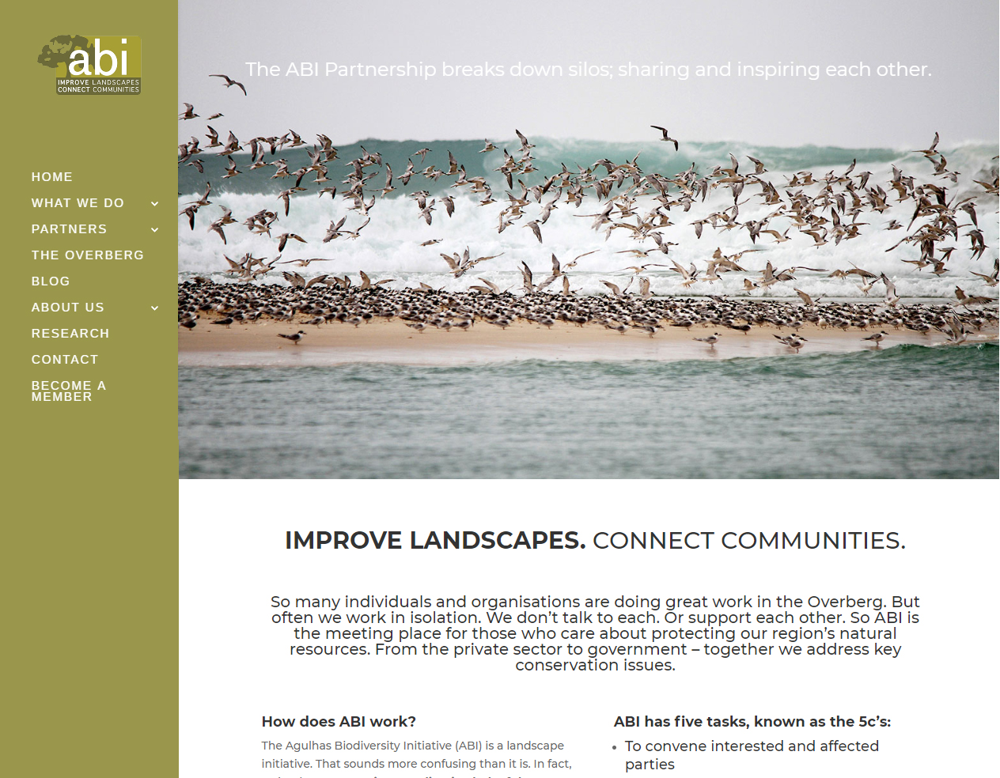 abi
IMPROVE LANDSCAPES
CONNECT COMMUNITIES
HOME
WHAT WE DO
PARTNERS
THE OVERBERG
BLOG
ABOUT US
RESEARCH
CONTACT
BECOME A
MEMBER
The ABI Partnership breaks down silos; sharing and inspiring each other.
IMPROVE LANDSCAPES. CONNECT COMMUNITIES.
So many individuals and organisations are doing great work in the Overberg. But
often we work in isolation. We don’t talk to each. Or support each other. So ABI is
the meeting place for those who care about protecting our region’s natural
resources. From the private sector to government – together we address key
conservation issues.
How does ABI work?
The Agulhas Biodiversity Initiative (ABI) is a landscape
initiative. That sounds more confusing than it is. In fact,
ABI has five tasks, known as the 5c’s:
To convene interested and affected
parties